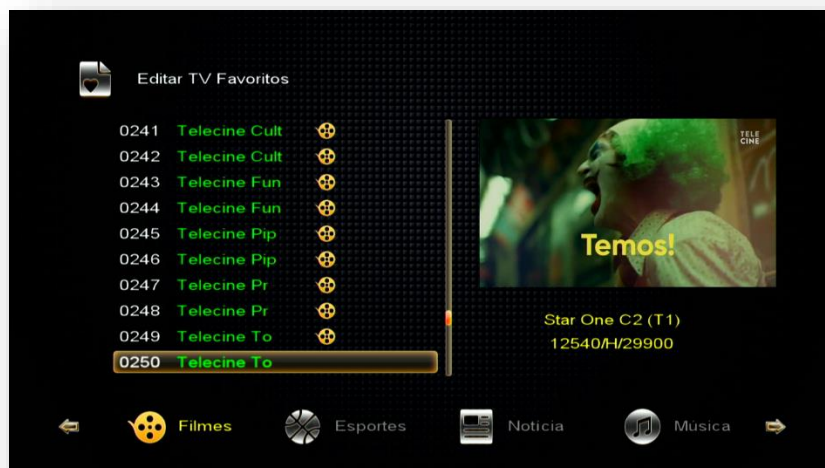 Editar TV Favoritos
0241 Telecine Cult
0242 Telecine Cult
0243 Telecine Fun
0244 Telecine Fun
0245 Telecine Pip
0246 Telecine Pip
0247 Telecine Pr
0248 Telecine Pr
0249 Telecine To
0250 Telecine To
TELE
CINE
Temos!
Star One C2 (T1)
12540/H/29900
Filmes Esportes Noticia Música